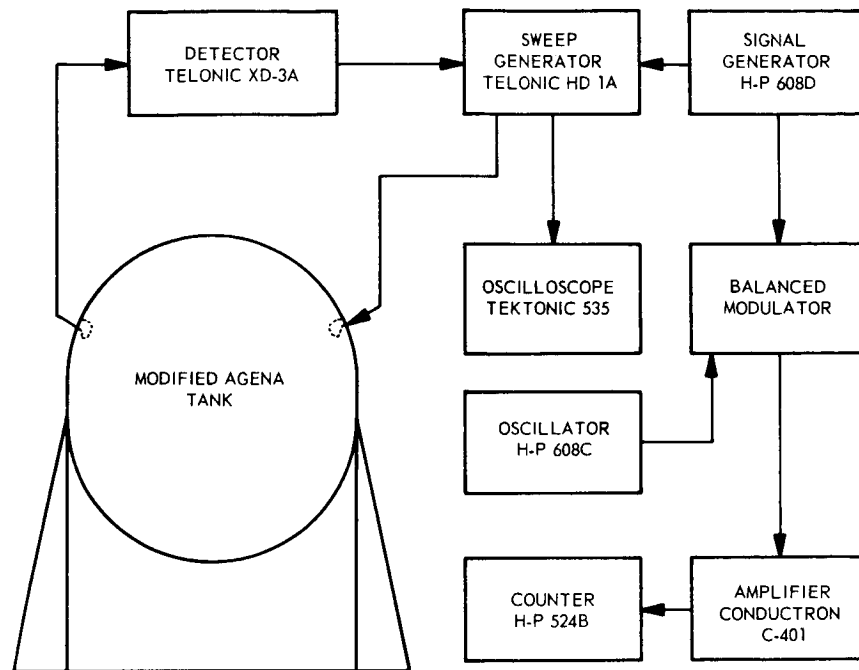 DETECTOR
TELONIC XD-3A
SWEEP
GENERATOR
TELONIC HD 1A
SIGNAL
GENERATOR
H-P 608D
OSCILLOSCOPE
TEKTONIC 535
BALANCED
MODULATOR
MODIFIED AGENA
TANK
OSCILLATOR
H-P 608C
COUNTER
H-P 524B
AMPLIFIER
CONDUCTRON
C-401